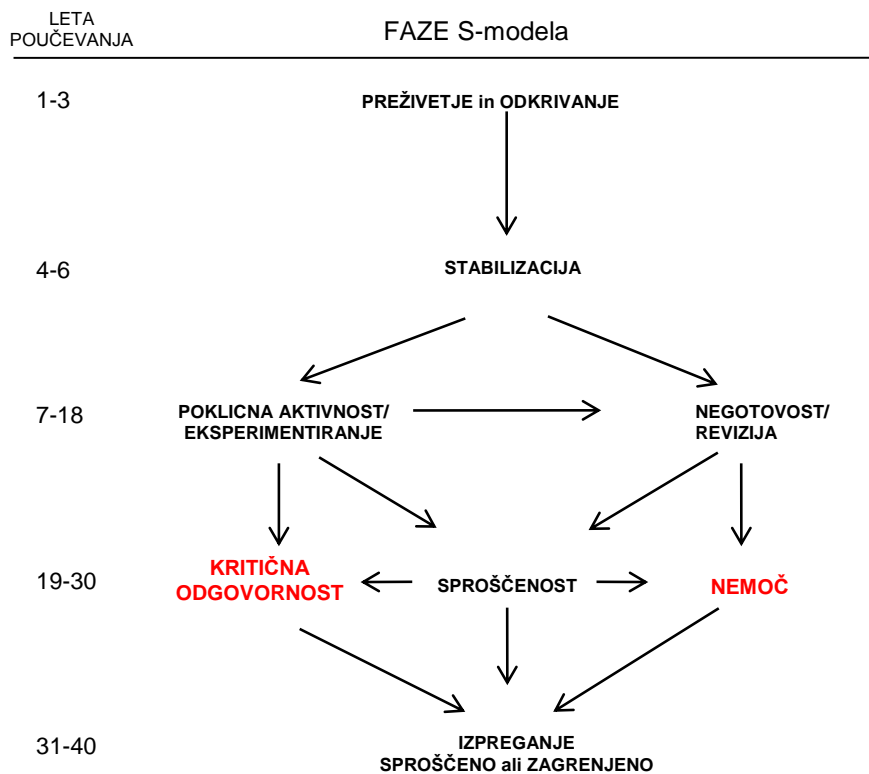 LETA
POUČEVANJA
FAZE S-modela
1-3
PREŽIVETJE in ODKRIVANJE
4-6
STABILIZACIJA
7-18
POKLICNA AKTIVNOST/
EKSPERIMENTIRANJE
NEGOTOVOST/
REVIZIJA
19-30
KRITIČNA
ODGOVORNOST
SPROŠČENOST
NEMOČ
31-40
IZPREGANJE
SPROŠČENO ali ZAGRENJENO